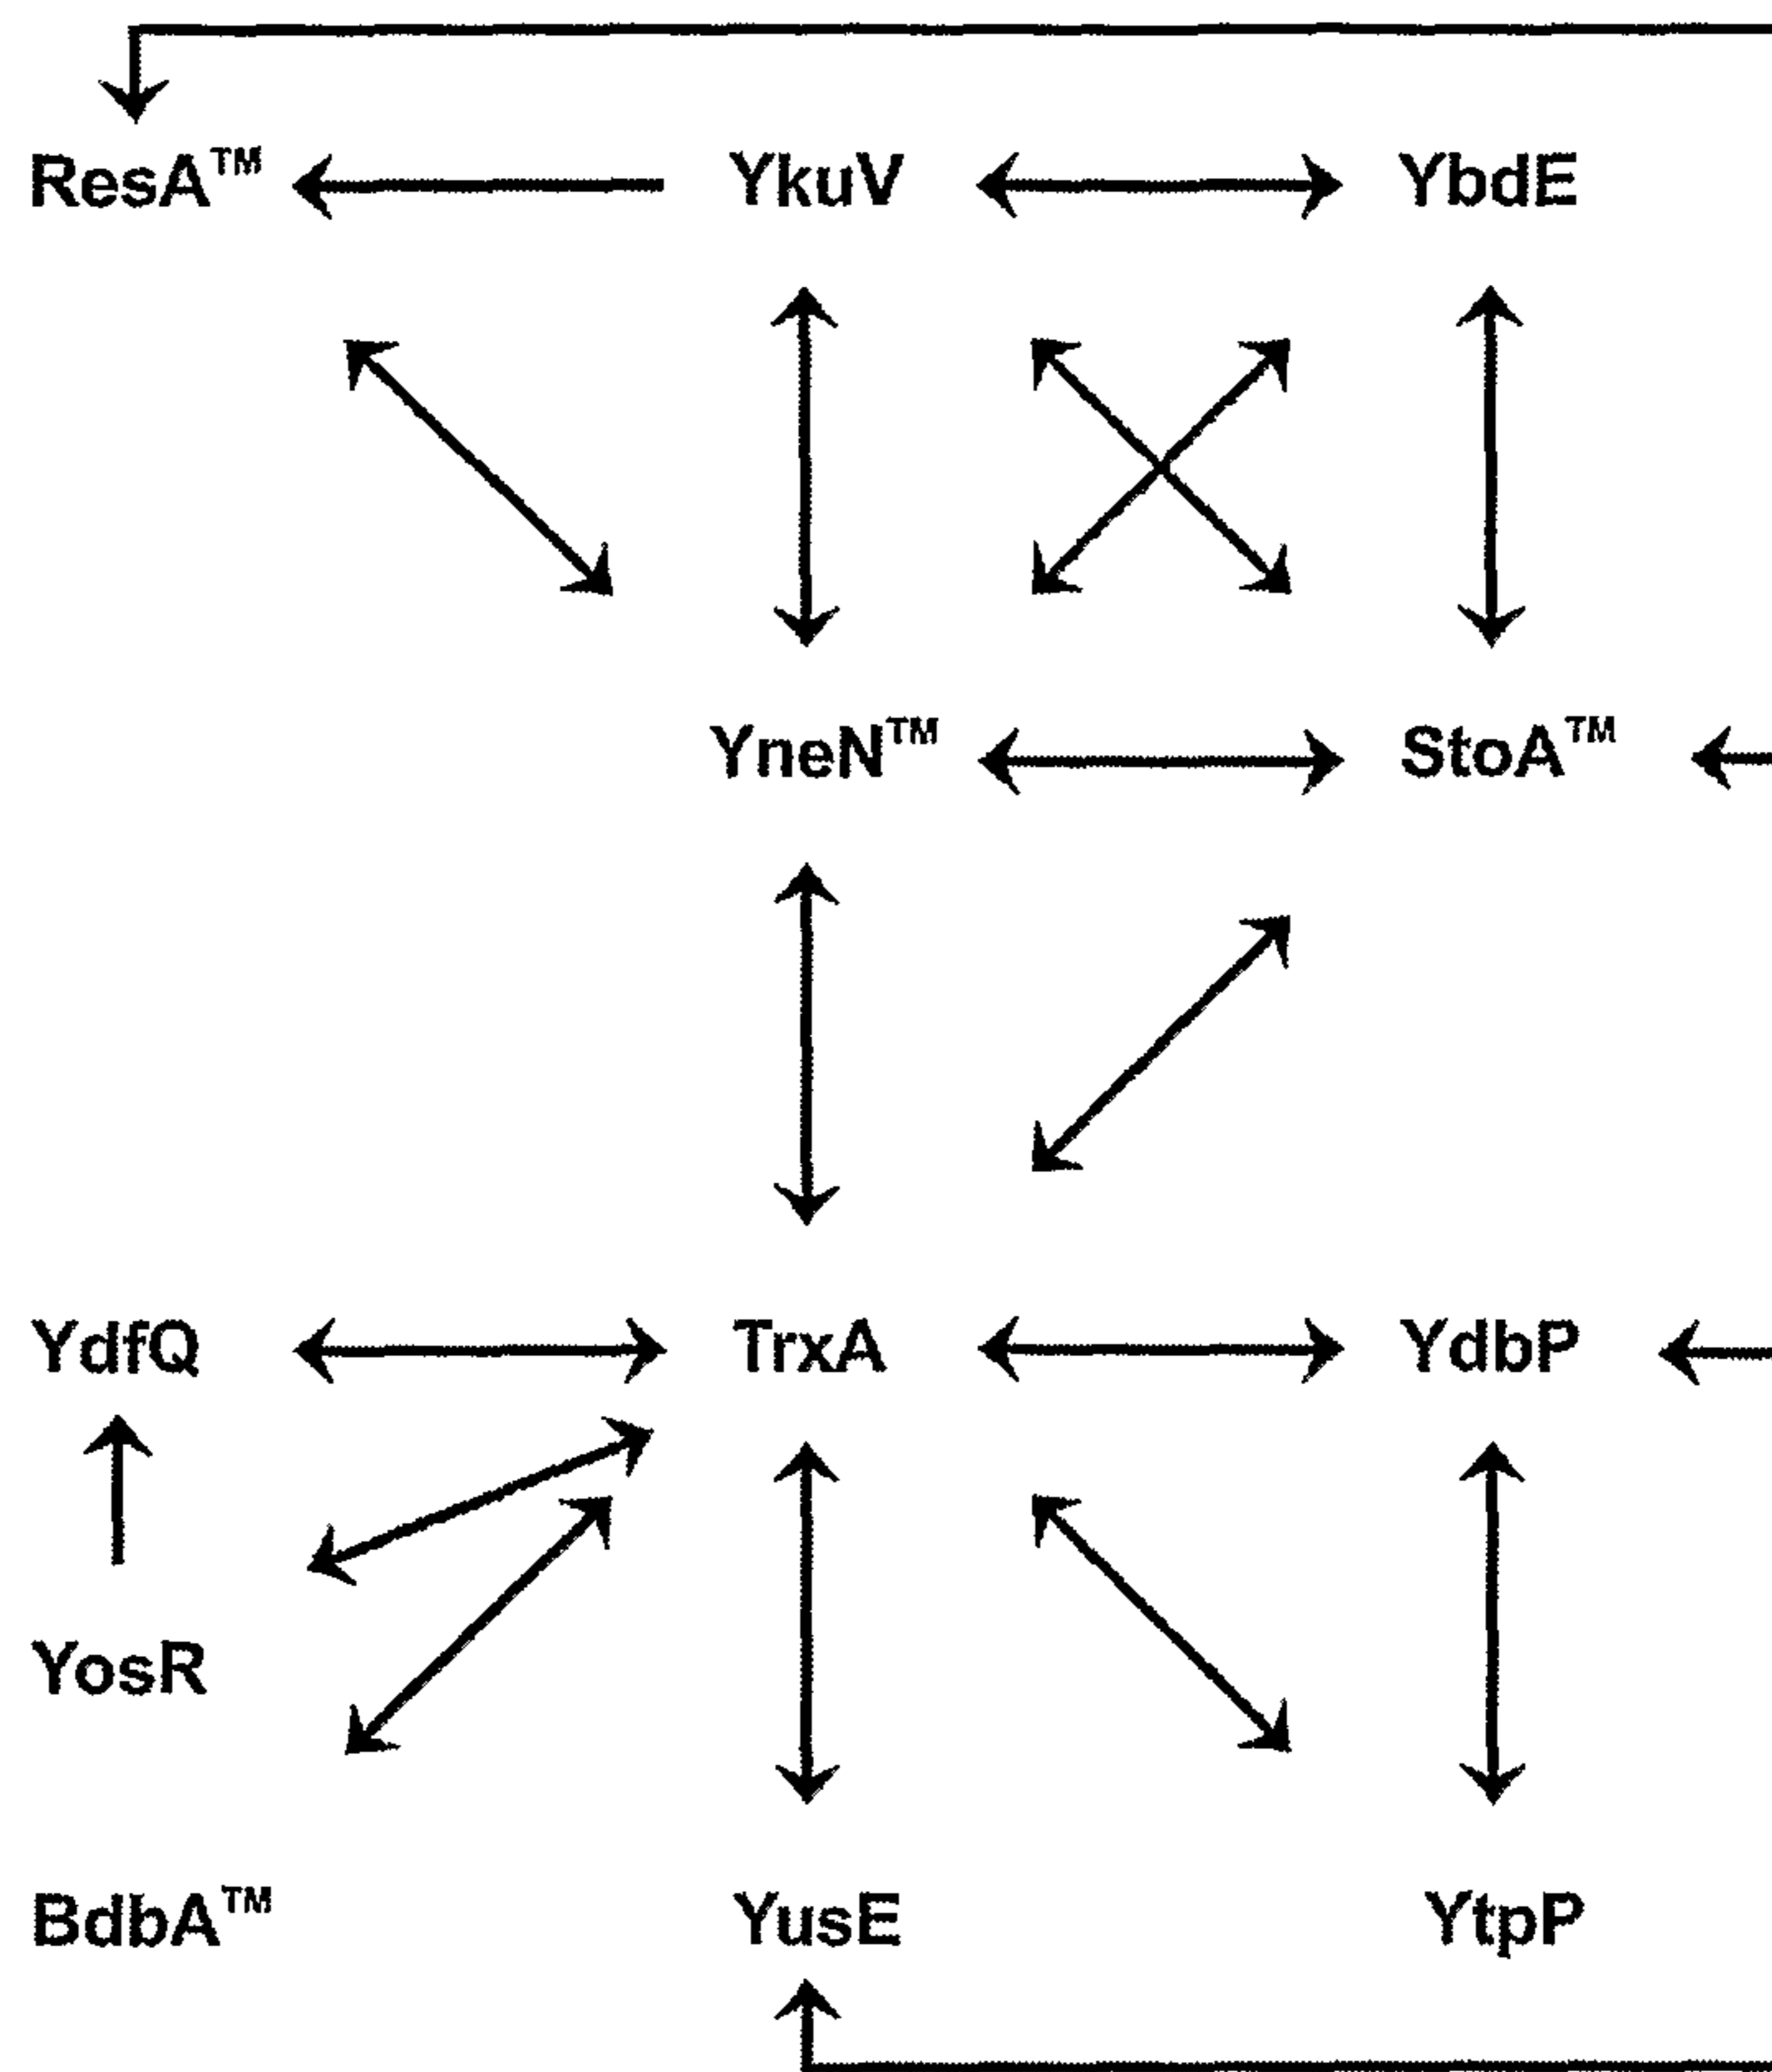 ResA™ YkuV YbdE
YneN™ StoA™
YdfQ TrxA YdbP
YosR
BdbA™ YusE YtpP